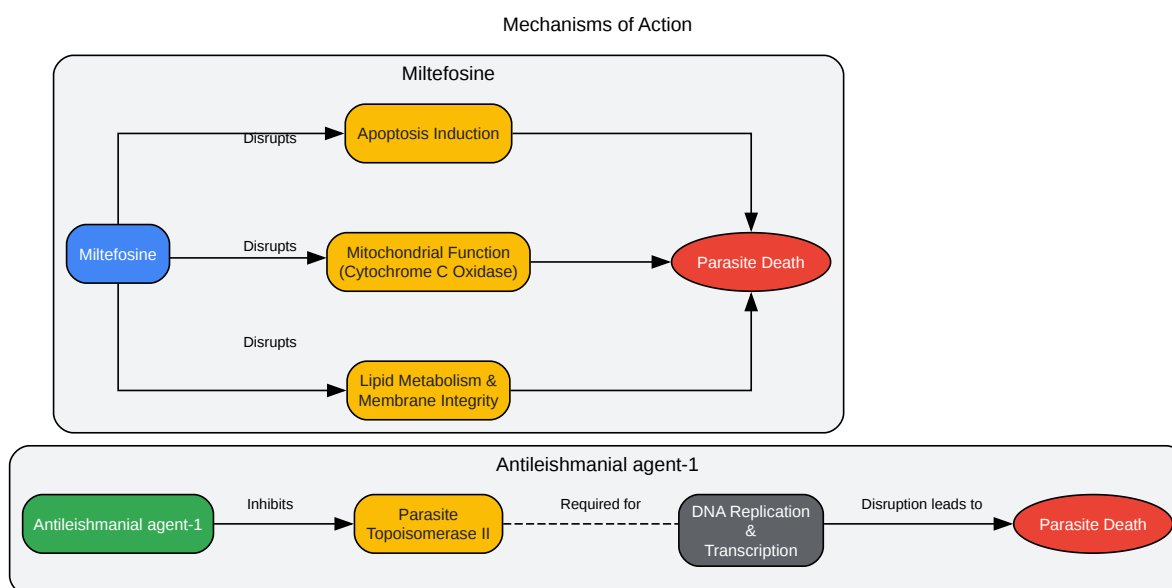 Mechanisms of Action
Miltefosine
Disrupts
Apoptosis Induction
Miltefosine
Disrupts
Mitochondrial Function
(Cytochrome C Oxidase)
Parasite Death
Disrupts
Lipid Metabolism &
Membrane Integrity
Antileishmanial agent-1
Antileishmanial agent-1
Inhibits
Parasite
Topoisomerase II
Required for
DNA Replication
&
Transcription
Disruption leads to
Parasite Death